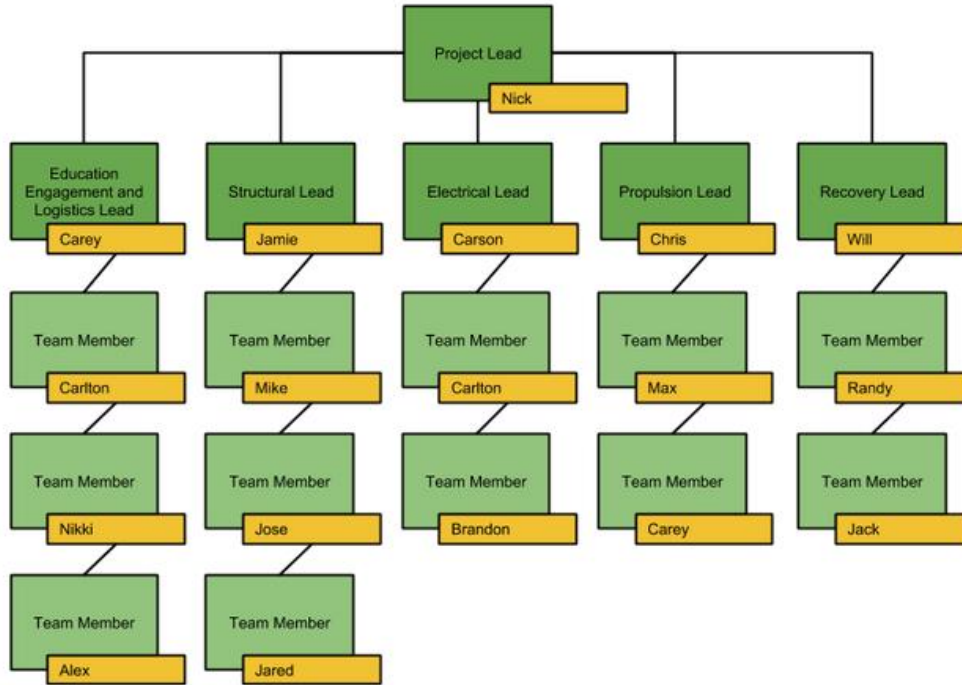 Project Lead
Nick
Education
Engagement and
Logistics Lead
Carey
Structural Lead
Jamie
Electrical Lead
Carson
Propulsion Lead
Chris
Recovery Lead
Will
Team Member
Carlton
Team Member
Mike
Team Member
Carlton
Team Member
Max
Team Member
Randy
Team Member
Nikki
Team Member
Jose
Team Member
Brandon
Team Member
Carey
Team Member
Jack
Team Member
Alex
Team Member
Jared